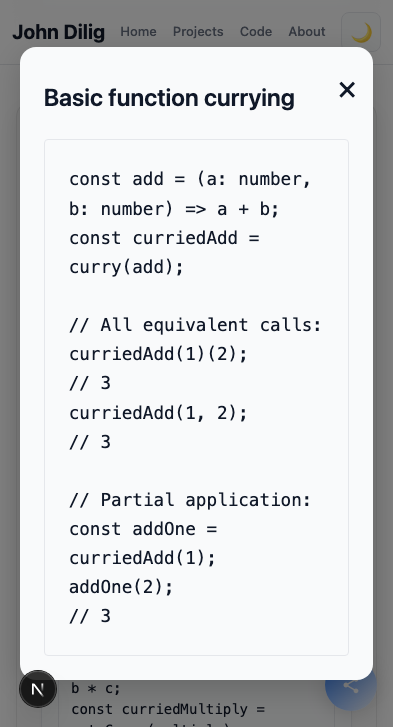 John Dilig Home Projects Code About
Basic function currying
const add = (a: number,
b: number) => a + b;
const curriedAdd =
curry(add);
// All equivalent calls:
curriedAdd(1)(2);
// 3
curriedAdd(1, 2);
// 3
// Partial application:
const addOne =
curriedAdd(1);
addOne(2);
// 3
N
b * c;
const curriedMultiply =